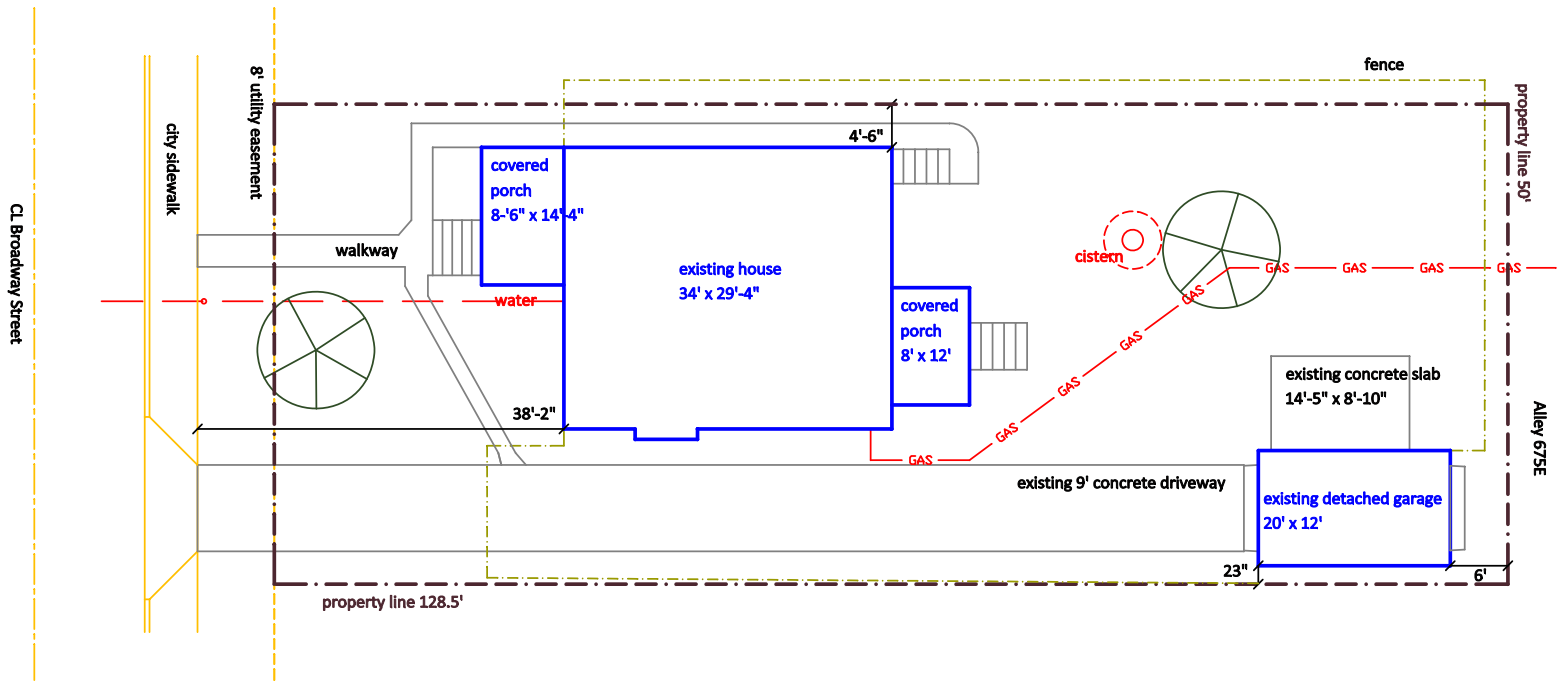 fence
property line 50'
8' utility easement
city sidewalk
CL Broadway Street
4'-6"
covered
porch
8-'6" x 14'-4"
walkway
existing house
34' x 29'-4"
cistern
GAS
GAS
GAS
GAS
GAS
GAS
GAS
GAS
GAS
water
covered
porch
8' x 12'
38'-2"
existing concrete slab
14'-5" x 8'-10"
Alley 675E
existing 9' concrete driveway
existing detached garage
20' x 12'
23"
6'
property line 128.5'